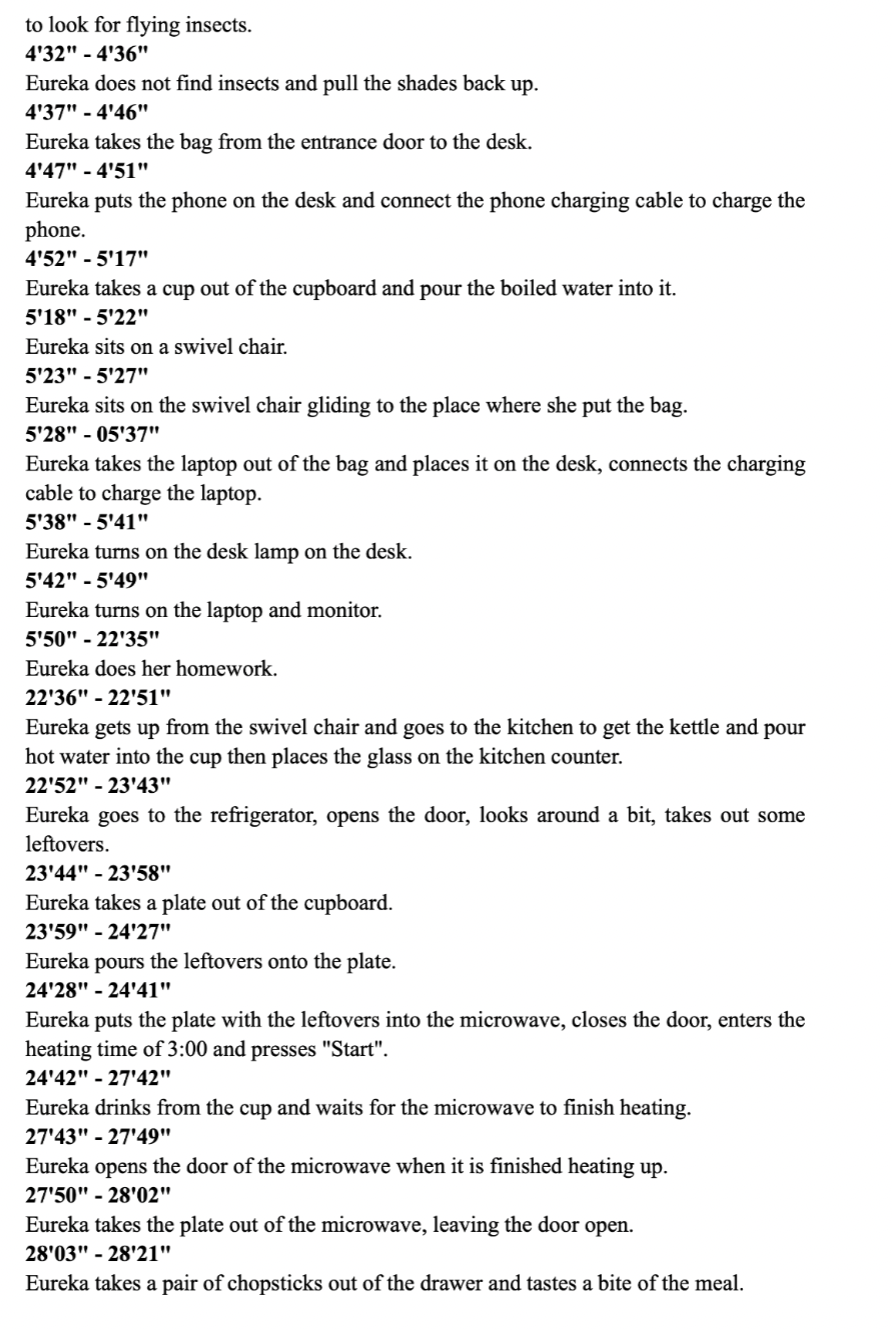 to look for flying insects.
4'32" - 4'36"
Eureka does not find insects and pull the shades back up.
4'37" - 4'46"
Eureka takes the bag from the entrance door to the desk.
4'47" - 4'51"
Eureka puts the phone on the desk and connect the phone charging cable to charge the
phone.
4'52" - 5'17"
Eureka takes a cup out of the cupboard and pour the boiled water into it.
5'18" - 5'22"
Eureka sits on a swivel chair.
5'23" - 5'27"
Eureka sits on the swivel chair gliding to the place where she put the bag.
5'28" - 05'37"
Eureka takes the laptop out of the bag and places it on the desk, connects the charging
cable to charge the laptop.
5'38" - 5'41"
Eureka turns on the desk lamp on the desk.
5'42" - 5'49"
Eureka turns on the laptop and monitor.
5'50" - 22'35"
Eureka does her homework.
22'36" - 22'51"
Eureka gets up from the swivel chair and goes to the kitchen to get the kettle and pour
hot water into the cup then places the glass on the kitchen counter.
22'52" - 23'43"
Eureka goes to the refrigerator, opens the door, looks around a bit, takes out some
leftovers.
23'44" - 23'58"
Eureka takes a plate out of the cupboard.
23'59" - 24'27"
Eureka pours the leftovers onto the plate.
24'28" - 24'41"
Eureka puts the plate with the leftovers into the microwave, closes the door, enters the
heating time of 3:00 and presses "Start".
24'42" - 27'42"
Eureka drinks from the cup and waits for the microwave to finish heating.
27'43" - 27'49"
Eureka opens the door of the microwave when it is finished heating up.
27'50" - 28'02"
Eureka takes the plate out of the microwave, leaving the door open.
28'03" - 28'21"
Eureka takes a pair of chopsticks out of the drawer and tastes a bite of the meal.